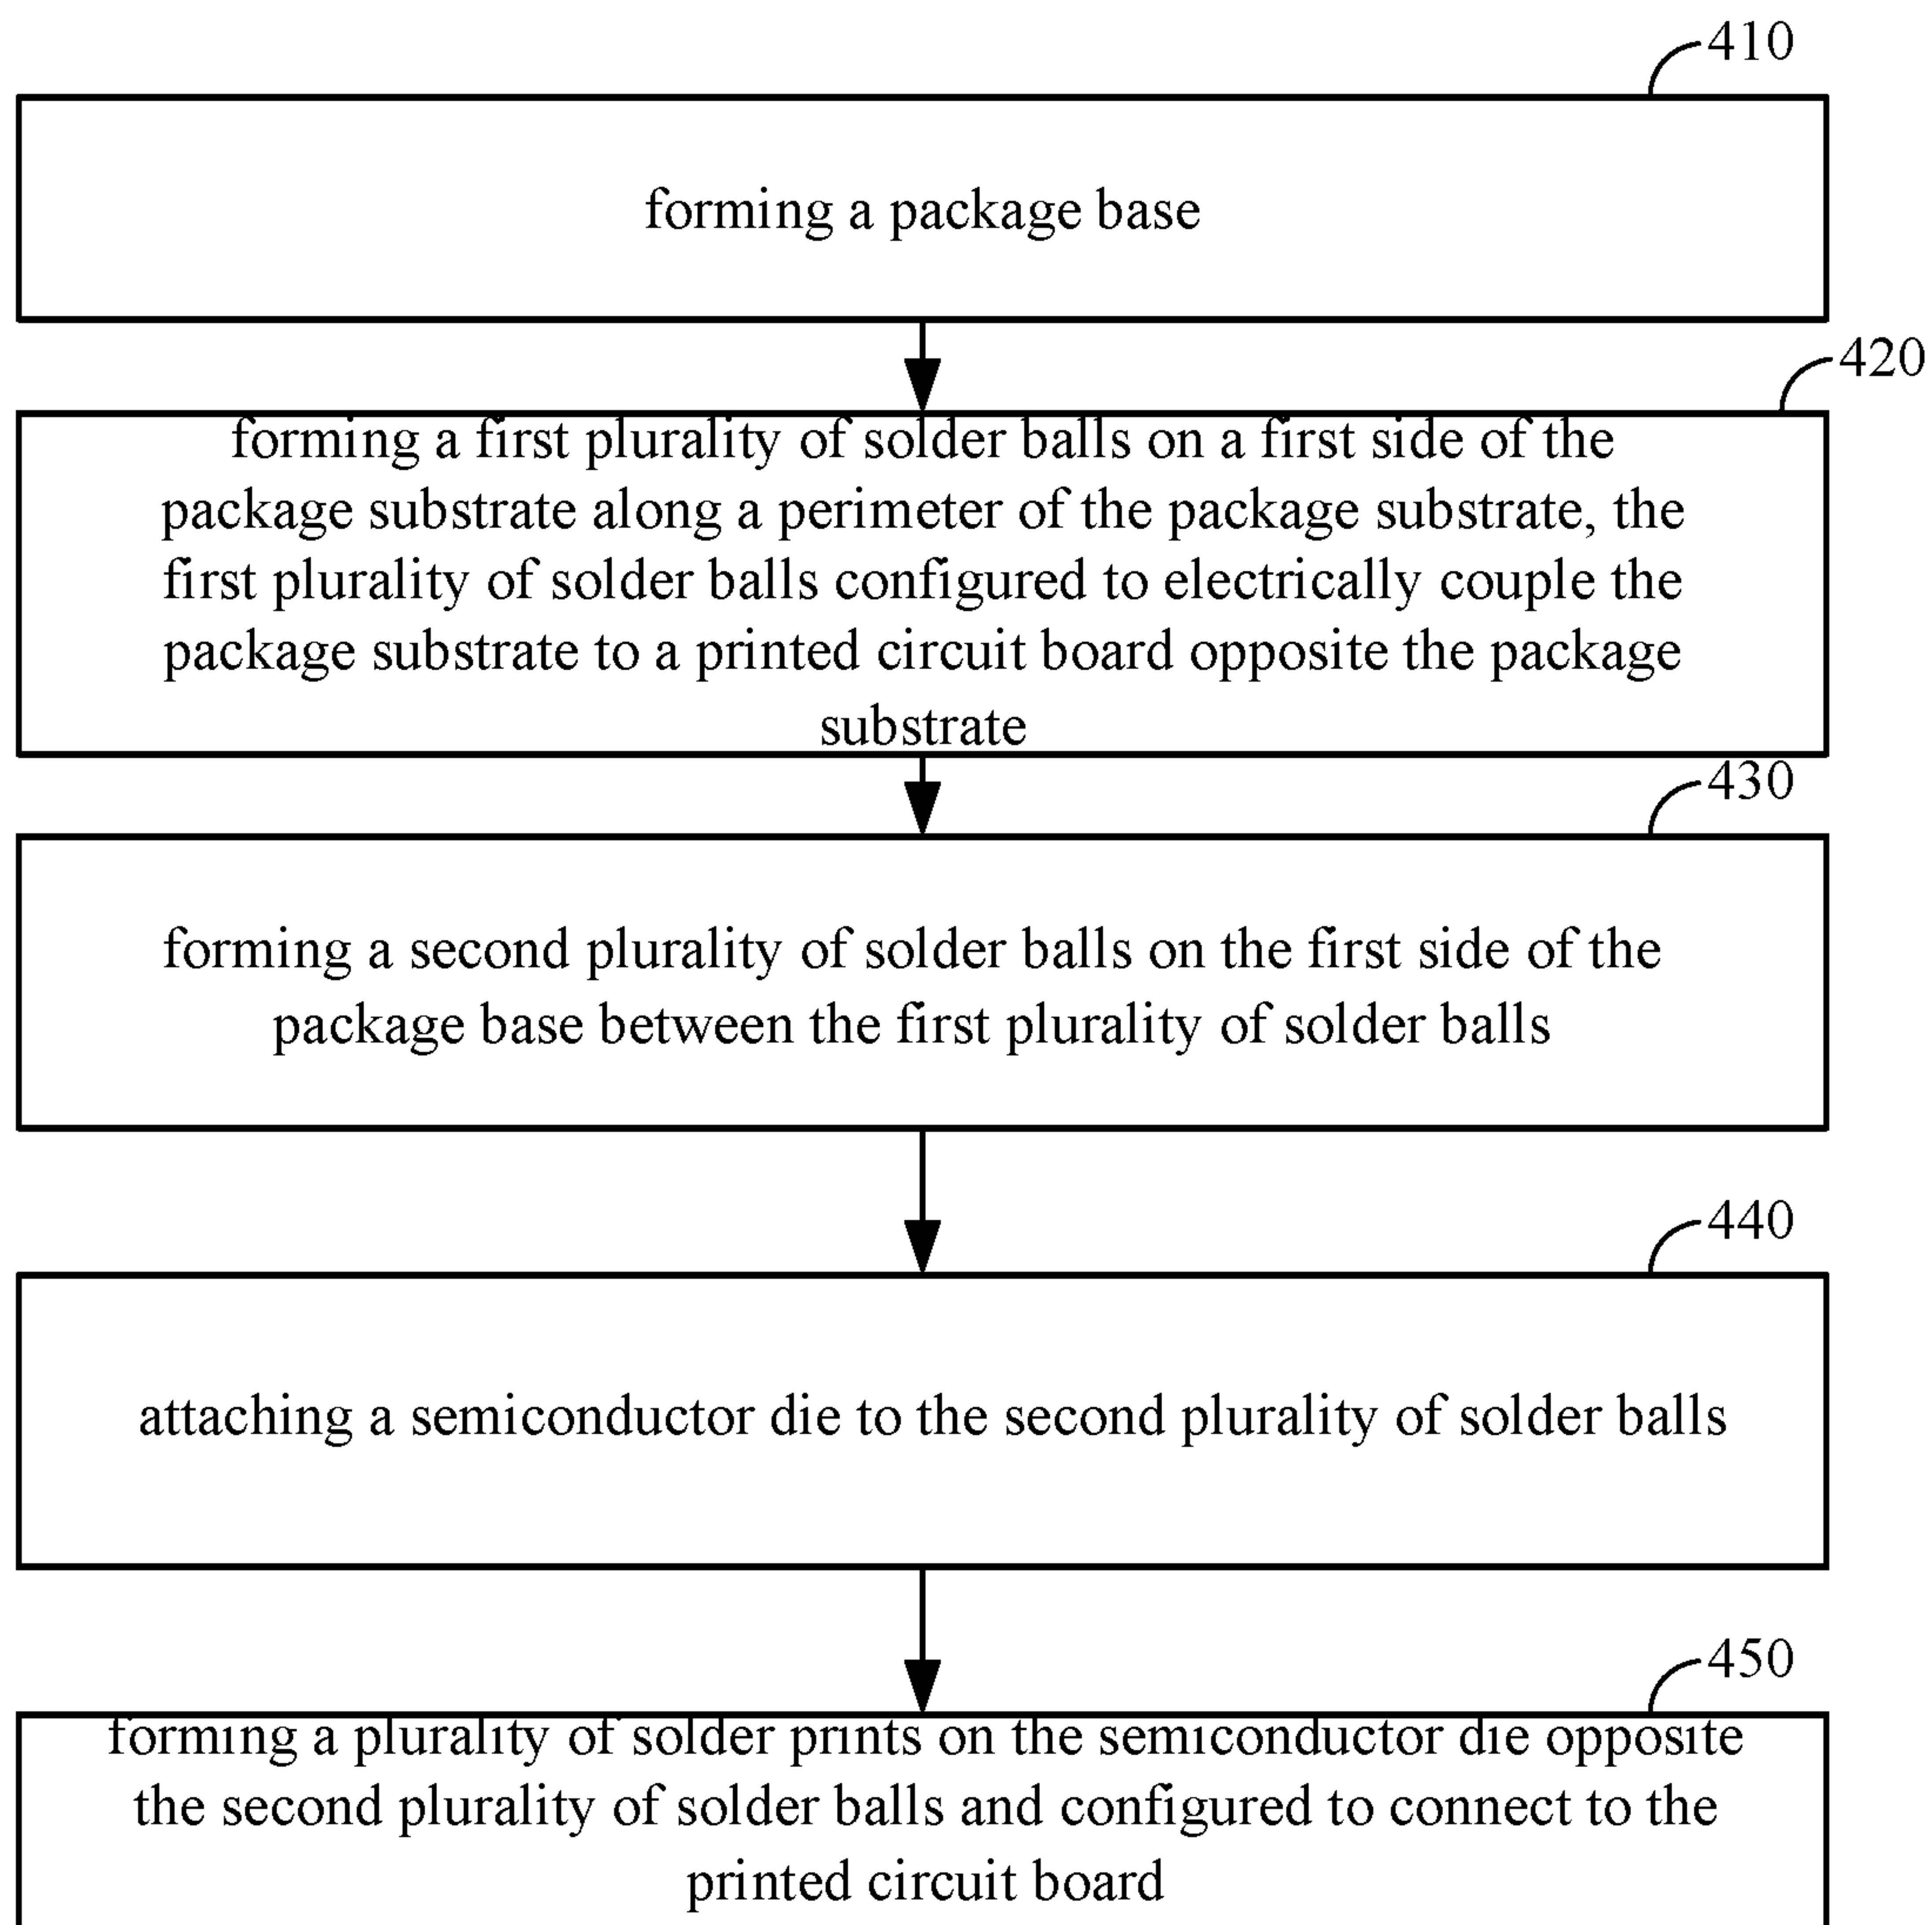 410
forming a package base
420
forming a first plurality of solder balls on a first side of the
package substrate along a perimeter of the package substrate, the
first plurality of solder balls configured to electrically couple the
package substrate to a printed circuit board opposite the package
substrate
430
forming a second plurality of solder balls on the first side of the
package base between the first plurality of solder balls
440
attaching a semiconductor die to the second plurality of solder balls
450
forming a plurality of solder prints on the semiconductor die opposite
the second plurality of solder balls and configured to connect to the
printed circuit board